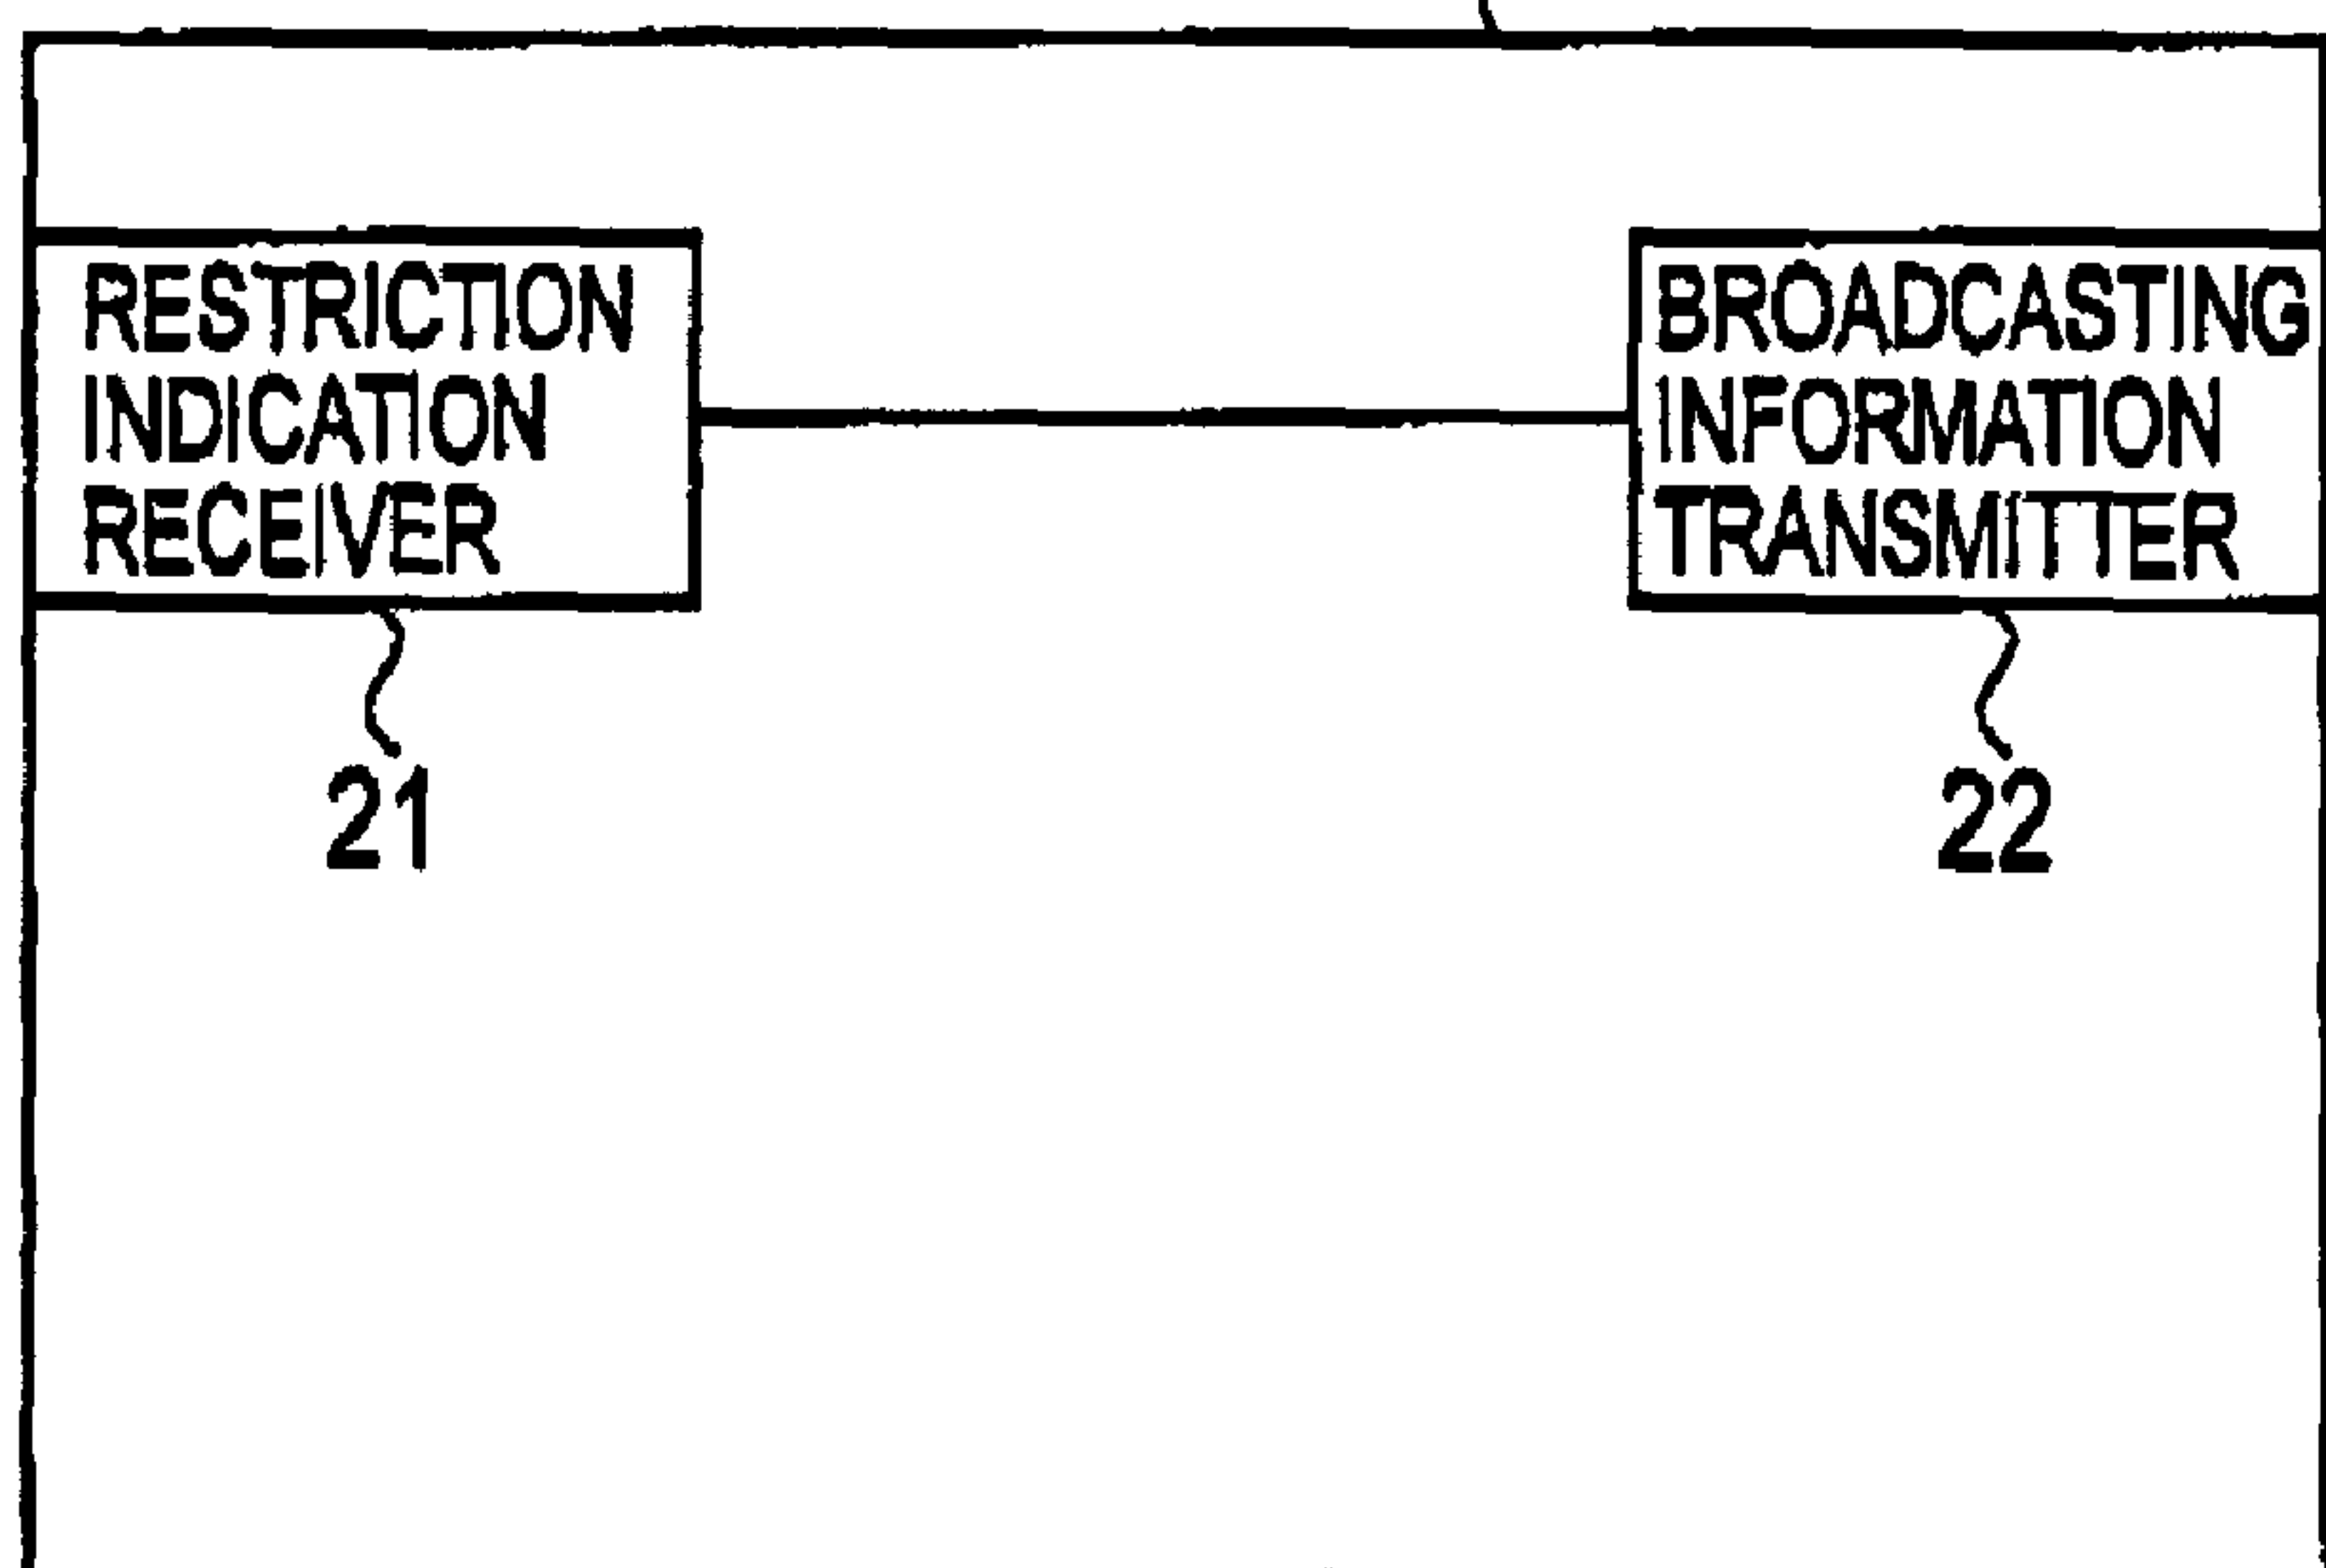 RESTRICTION
INDICATION
RECEIVER
21
BROADCASTING
INFORMATION
TRANSMITTER
22